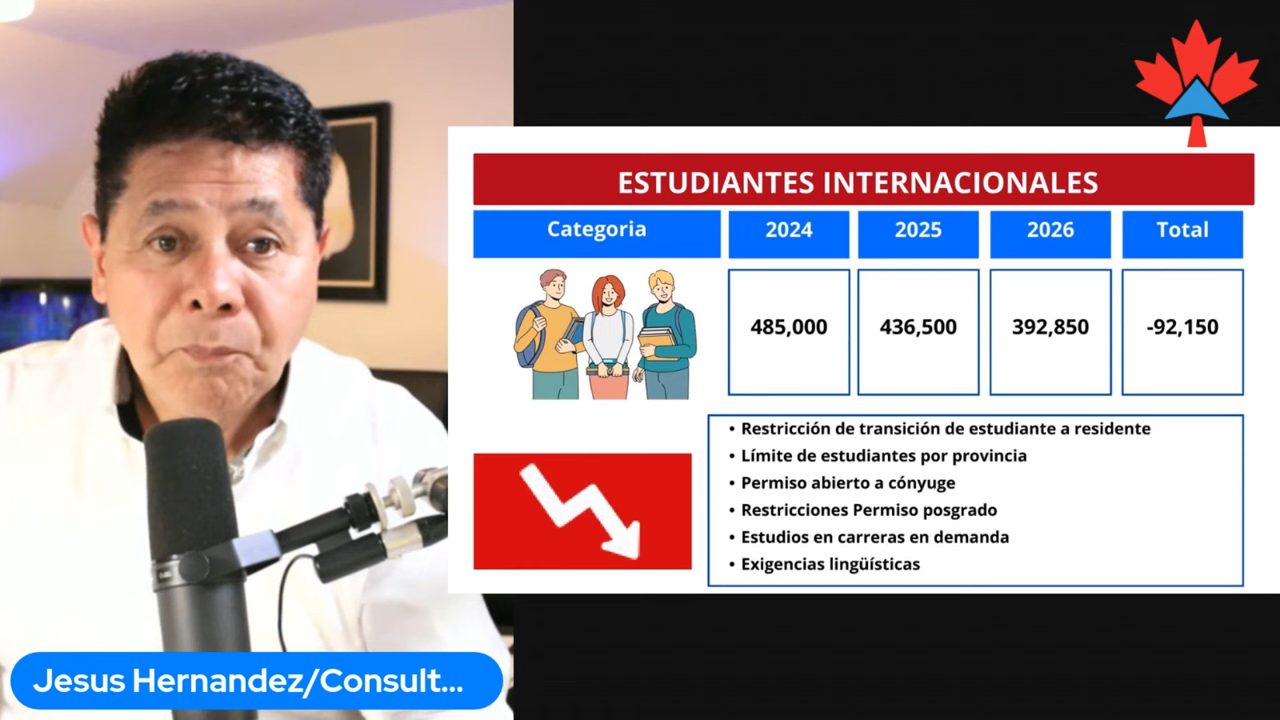 ESTUDIANTES INTERNACIONALES
Categoria 2024 2025 2026 Total
485,000 436,500 392,850 -92,150
• Restricción de transición de estudiante a residente
• Límite de estudiantes por provincia
• Permiso abierto a cónyuge
• Restricciones Permiso posgrado
• Estudios en carreras en demanda
• Exigencias lingüísticas
Jesus Hernandez/Consult...